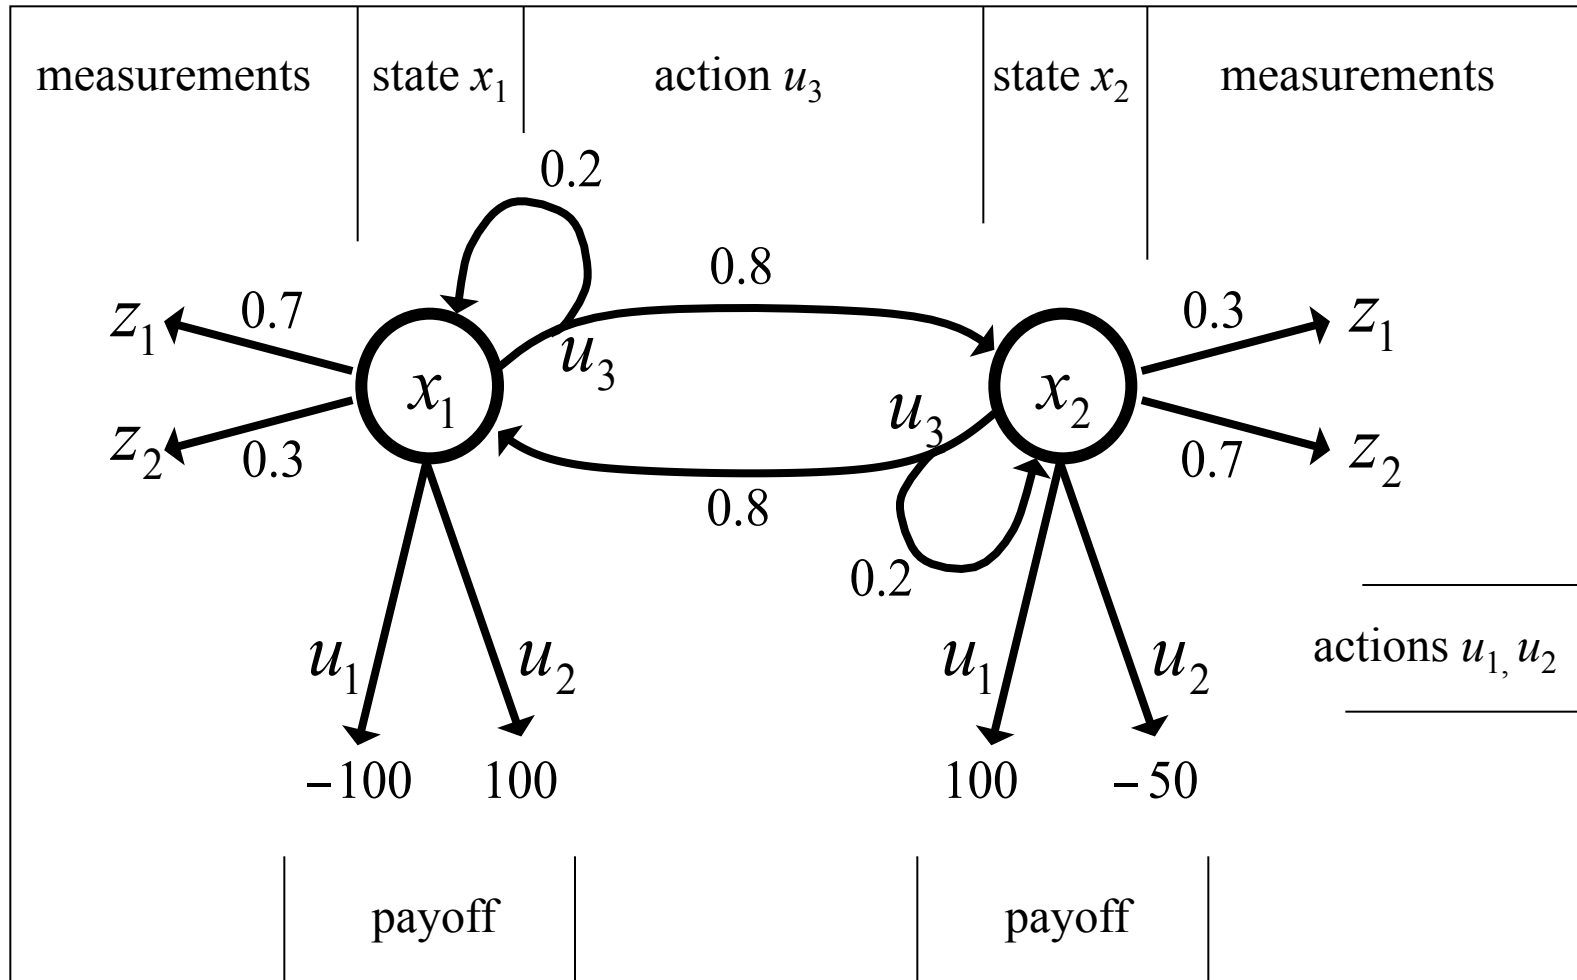 measurements state x₁ action u₃ state x₂ measurements
0.2
0.8
z₁ 0.7 0.3 z₁
u₃
x₁ u₃ x₂
z₂ 0.3 0.7 z₂
0.8
0.2
u₁ u₂ u₁ u₂ actions u₁, u₂
−100 100 100 −50
payoff payoff